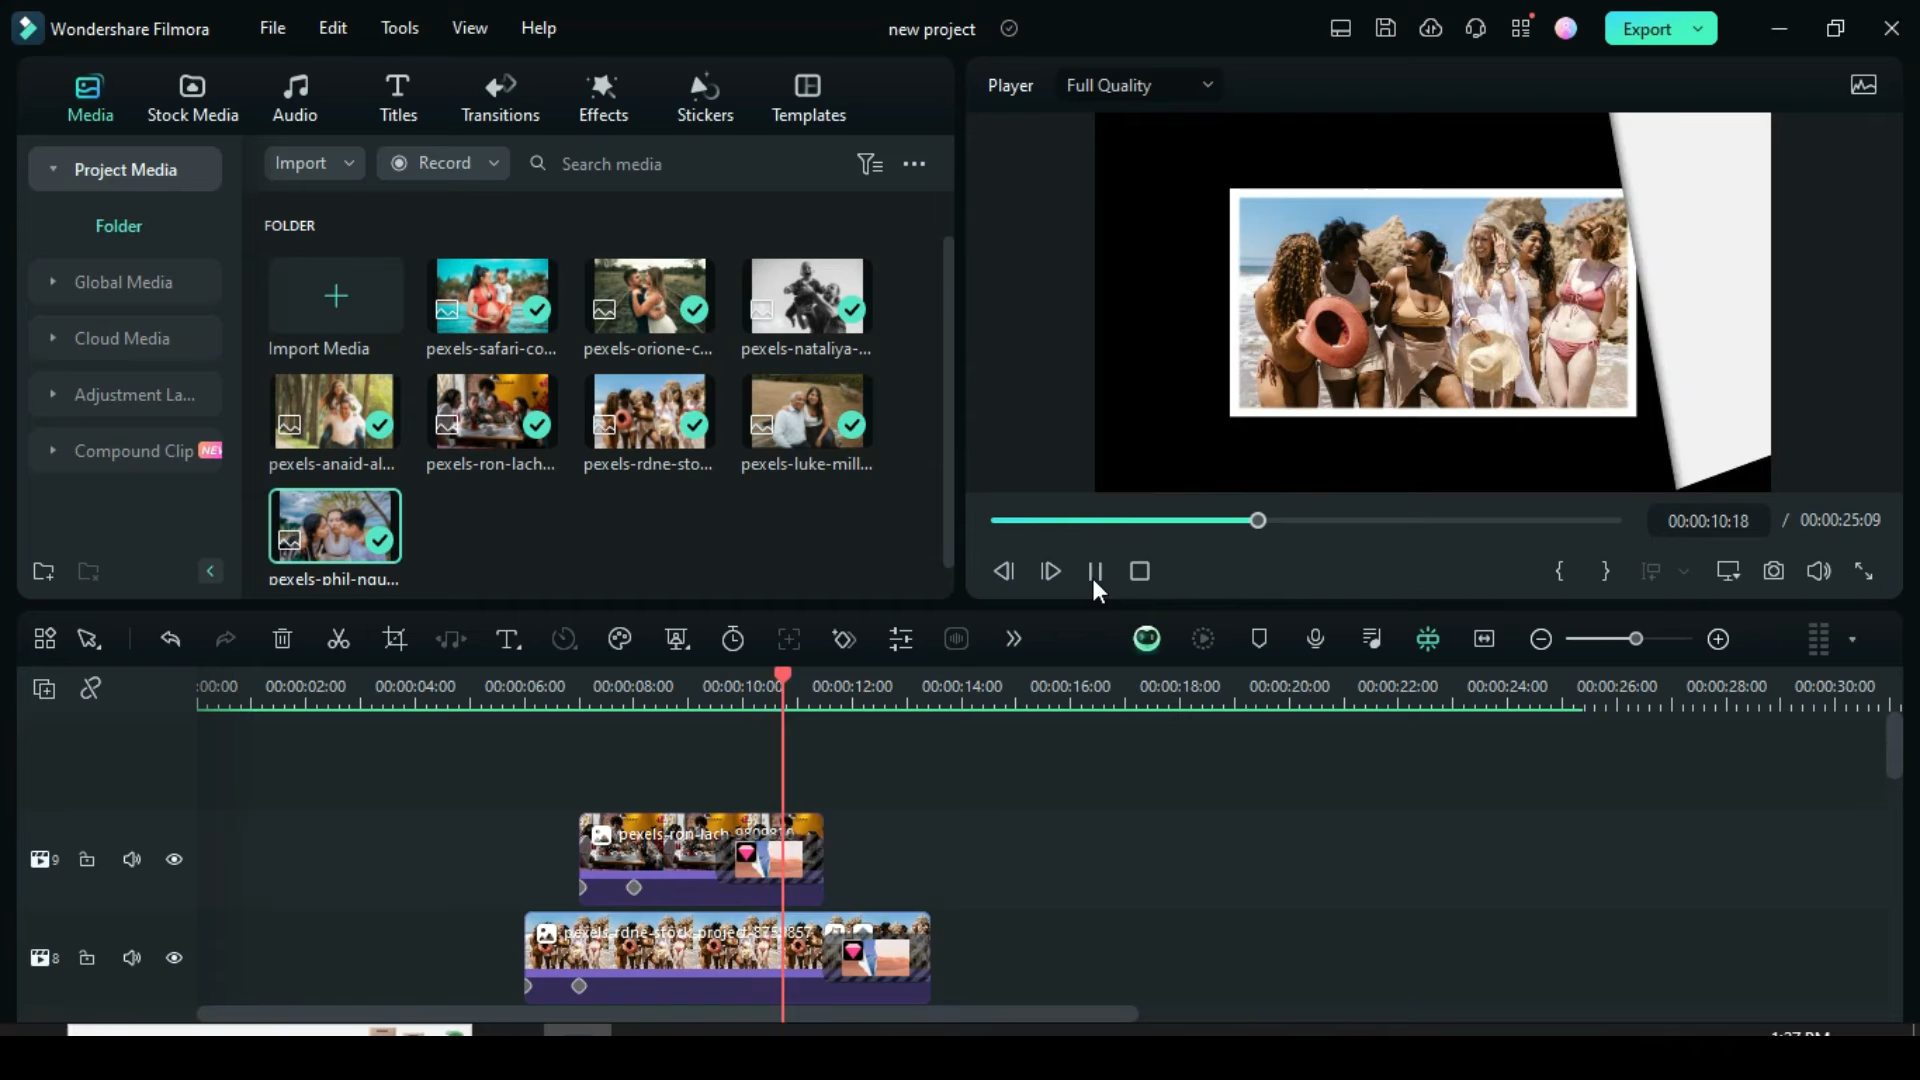 Wondershare Filmora File Edit Tools View Help new project Export
Media Stock Media Audio Titles Transitions Effects Stickers Templates
Player Full Quality
Project Media
Import Record Search media
Folder
FOLDER
Global Media
Cloud Media
Adjustment La...
Compound Clip
Import Media pexels-safari-co... pexels-orione-c... pexels-nataliya-...
pexels-anaid-al... pexels-ron-lach... pexels-rdne-sto... pexels-luke-mill...
pexels-phil-ngu...
00:00:10:18 / 00:00:25:09
:00:00 00:00:02:00 00:00:04:00 00:00:06:00 00:00:08:00 00:00:10:00 00:00:12:00 00:00:14:00 00:00:16:00 00:00:18:00 00:00:20:00 00:00:22:00 00:00:24:00 00:00:26:00 00:00:28:00 00:00:30:00
pexels-ron-lach-9809810
9
pexels-rdne-stock-project-8759857
8